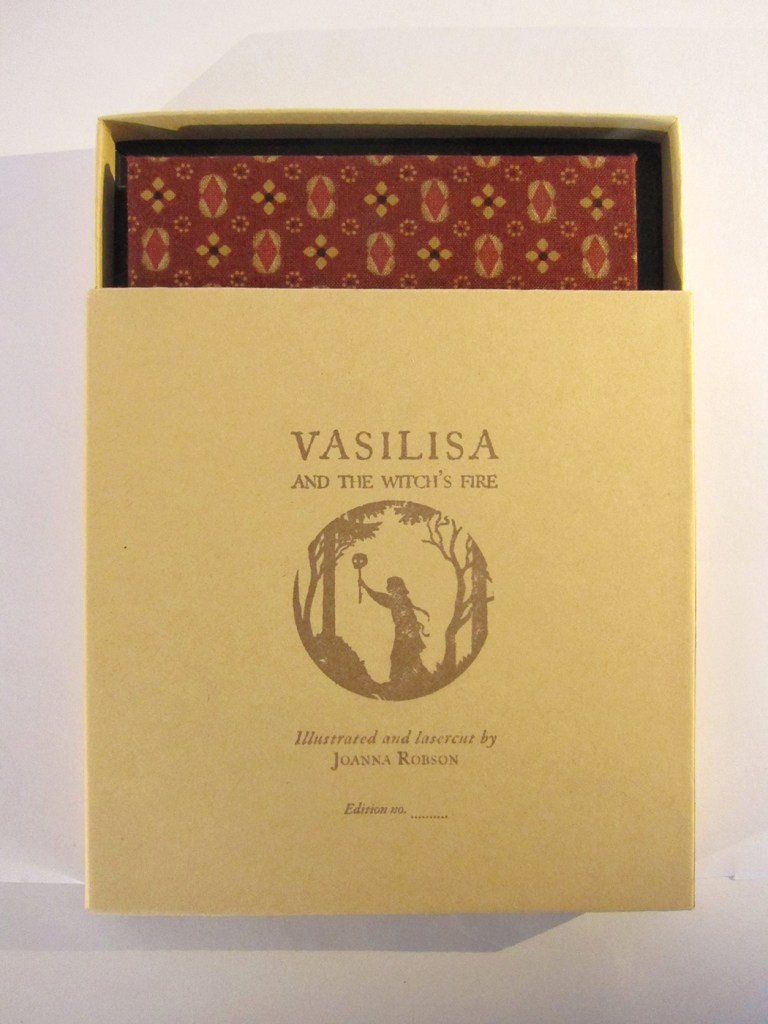 VASILISA
AND THE WITCH'S FIRE
Illustrated and lasercut by
JOANNA ROBSON
Edition no. ..........